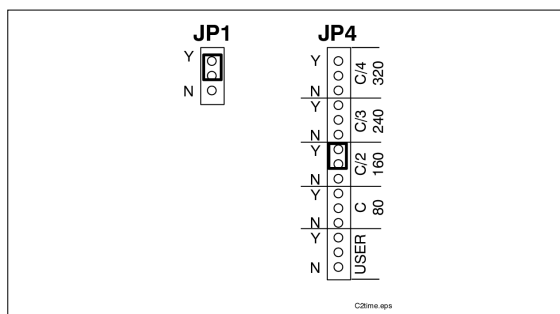 JP1
Y
N
JP4
Y
N
C/4
320
Y
N
C/3
240
Y
N
C/2
160
Y
N
C
80
Y
N
USER
C2time.eps